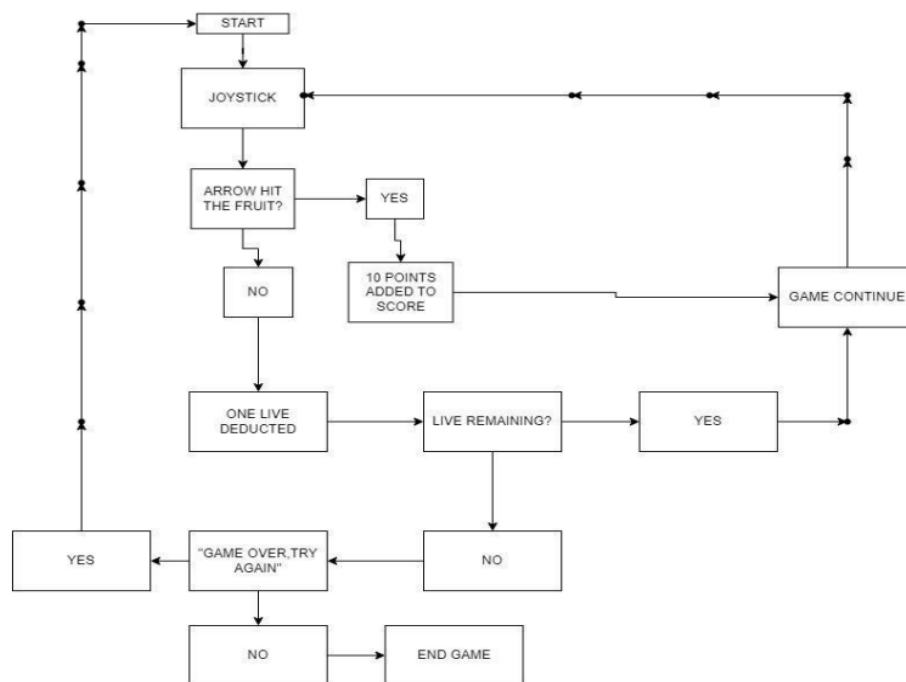 START
JOYSTICK
ARROW HIT
THE FRUIT?
YES
NO
10 POINTS
ADDED TO
SCORE
GAME CONTINUE
ONE LIVE
DEDUCTED
LIVE REMAINING?
YES
YES
"GAME OVER,TRY
AGAIN"
NO
NO
END GAME